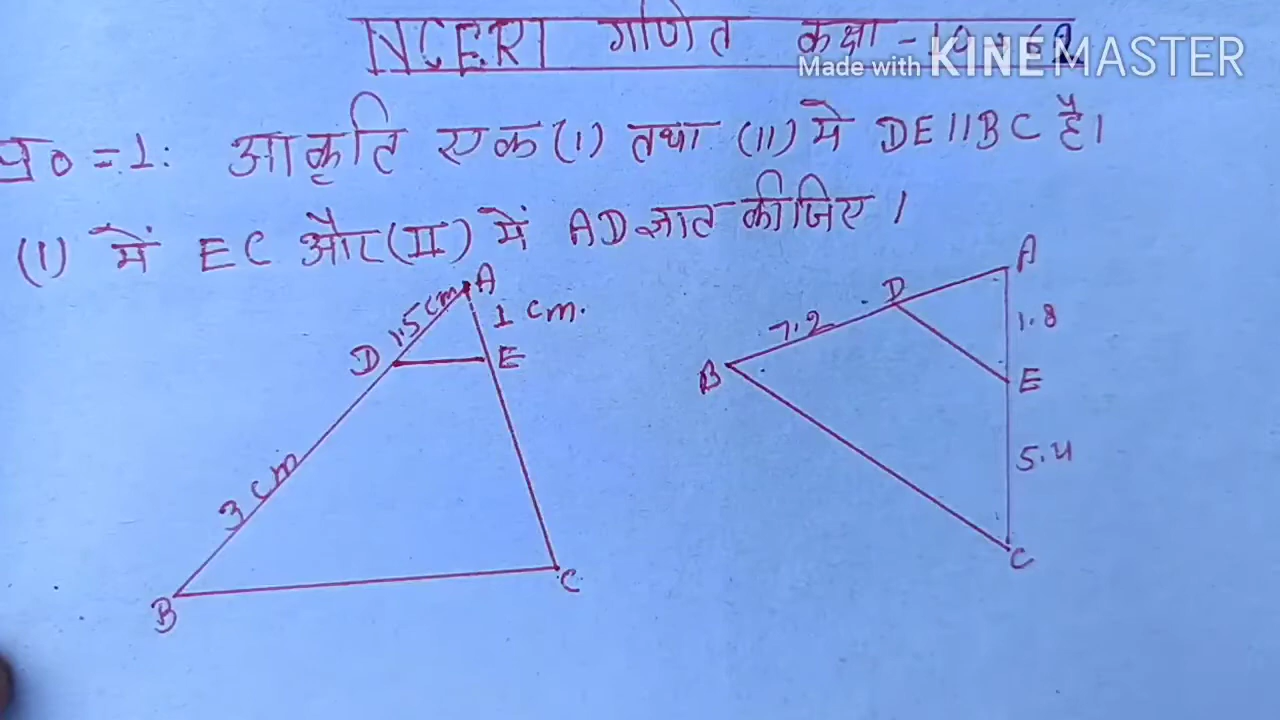 NCERT गणित कक्षा - 10
Made with KINEMASTER
प्र० = 1: आकृति एक (I) तथा (II) मे DE || BC है।
(I) में EC और (II) में AD ज्ञात कीजिए।
A
1.5 cm
1 cm.
D
E
3 cm
B
C
A
D
1.8
7.2
B
E
5.4
C